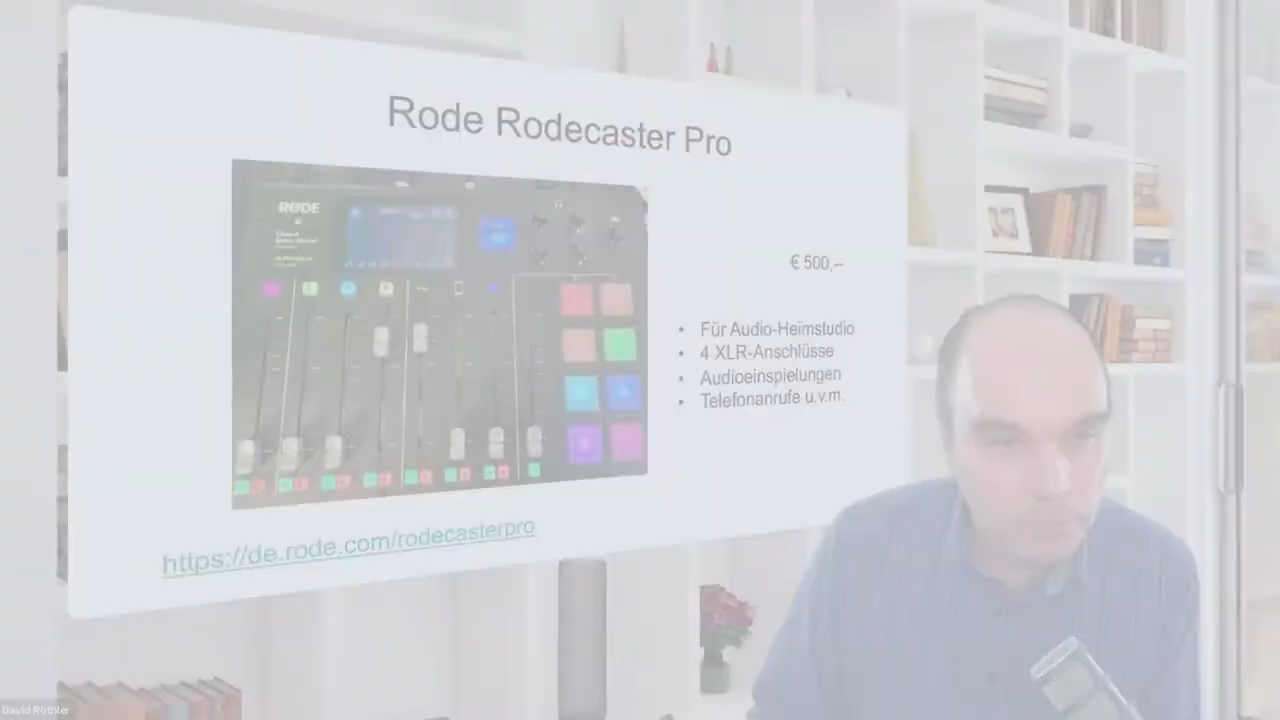 Rode Rodecaster Pro
RØDE
€ 500,--
• Für Audio-Heimstudio
• 4 XLR-Anschlüsse
• Audioeinspielungen
• Telefonanrufe u.v.m.
https://de.rode.com/rodecasterpro
David Röthler